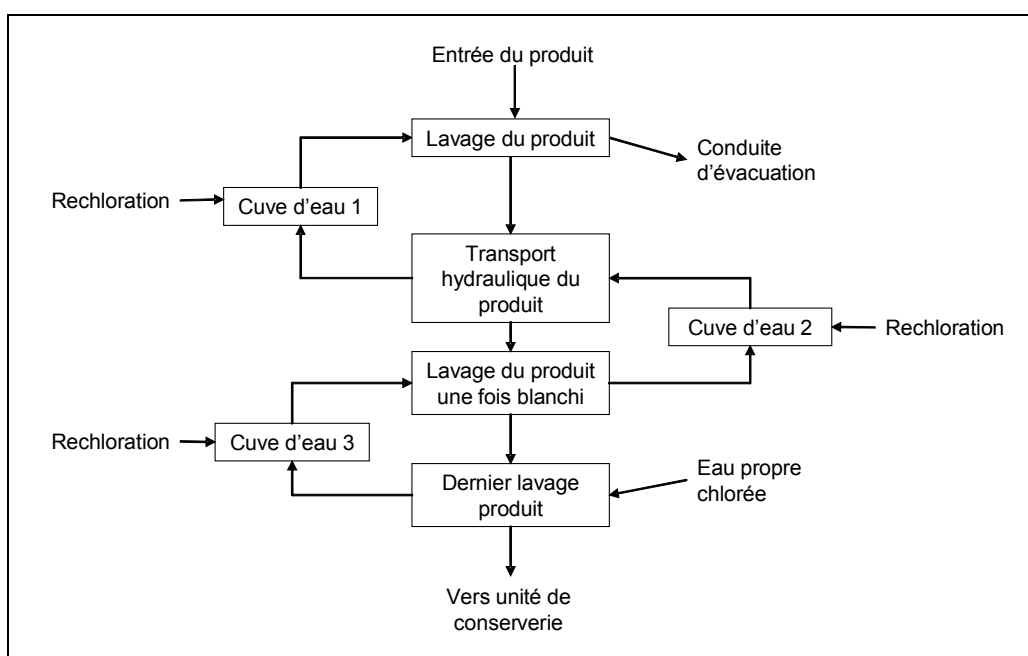 Entrée du produit
Lavage du produit
Conduite
d'évacuation
Rechloration
Cuve d'eau 1
Transport
hydraulique du
produit
Cuve d'eau 2
Rechloration
Lavage du produit
une fois blanchi
Rechloration
Cuve d'eau 3
Dernier lavage
produit
Eau propre
chlorée
Vers unité de
conserverie